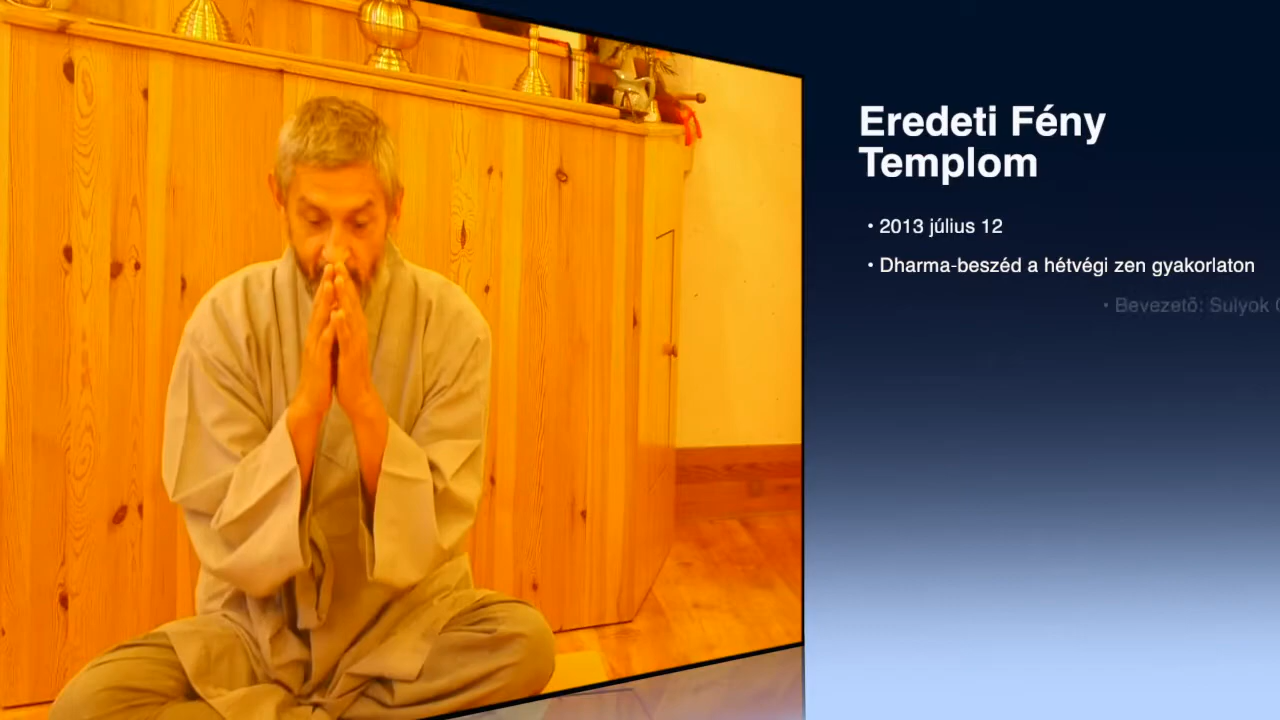 Eredeti Fény
Templom
• 2013 július 12
• Dharma-beszéd a hétvégi zen gyakorlaton
• Bevezető: Sulyok